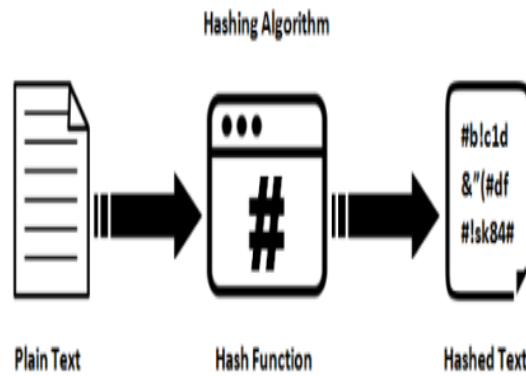 Hashing Algorithm
#
#b!c1d
&"(#df
#!sk84#
Plain Text
Hash Function
Hashed Text